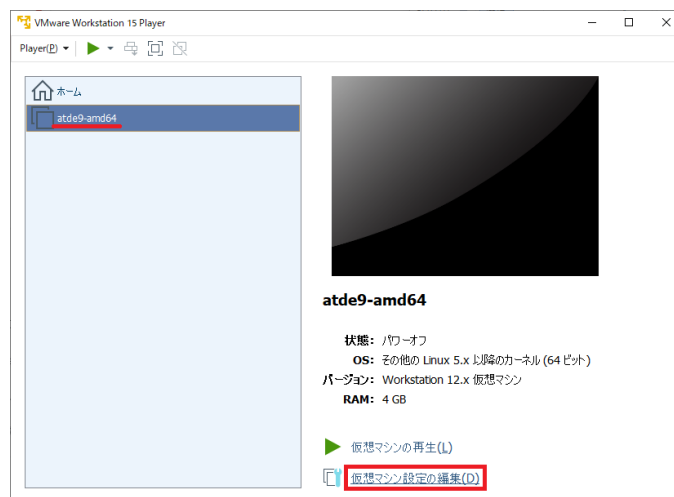 VMware Workstation 15 Player
Player(P)
ホーム
atde9-amd64
atde9-amd64
状態: パワーオフ
OS: その他の Linux 5.x 以降のカーネル (64 ビット)
バージョン: Workstation 12.x 仮想マシン
RAM: 4 GB
仮想マシンの再生(L)
仮想マシン設定の編集(D)